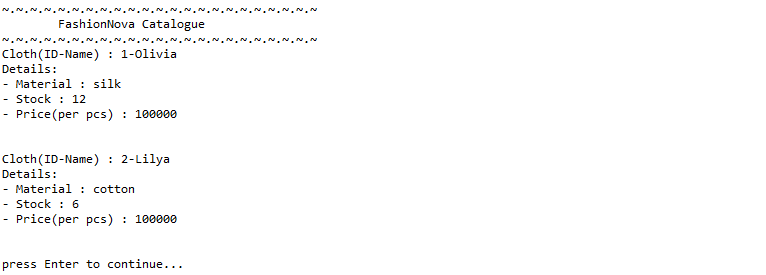 ~.~.~.~.~.~.~.~.~.~.~.~.~.~.~.~.~.~.~.~.~.~.~
FashionNova Catalogue
~.~.~.~.~.~.~.~.~.~.~.~.~.~.~.~.~.~.~.~.~.~.~
Cloth(ID-Name) : 1-Olivia
Details:
- Material : silk
- Stock : 12
- Price(per pcs) : 100000
Cloth(ID-Name) : 2-Lilya
Details:
- Material : cotton
- Stock : 6
- Price(per pcs) : 100000
press Enter to continue...